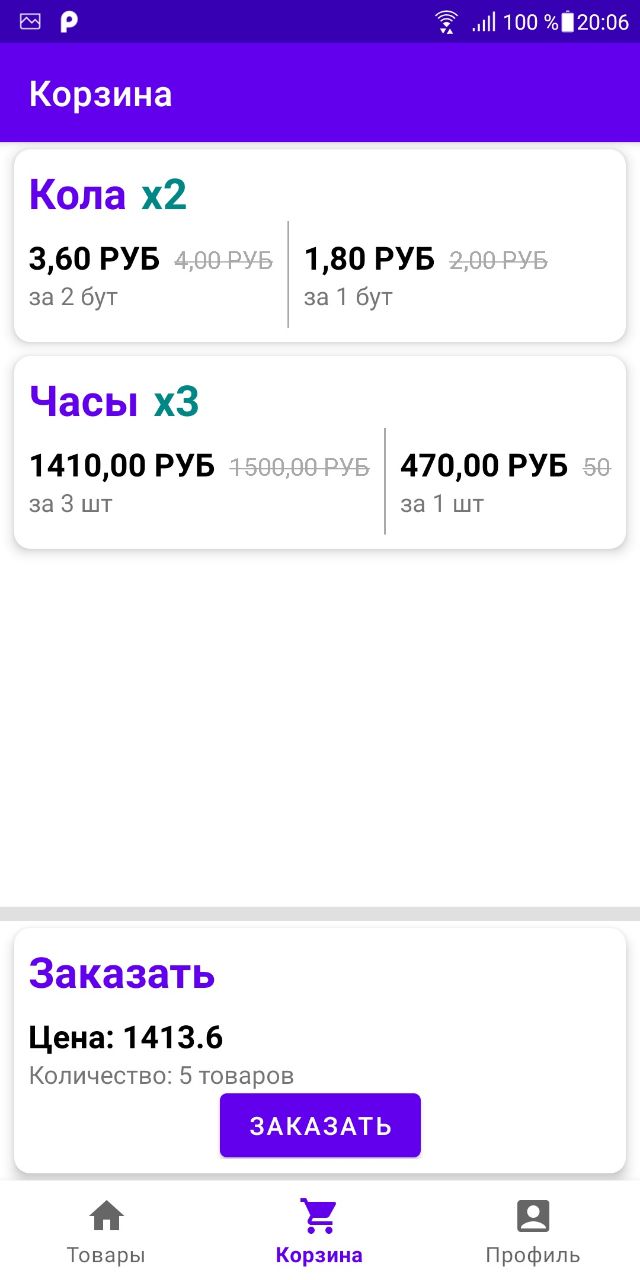 100 % 20:06
Корзина
Кола x2
3,60 РУБ 4,00 РУБ 1,80 РУБ 2,00 РУБ
за 2 бут за 1 бут
Часы x3
1410,00 РУБ 1500,00 РУБ 470,00 РУБ 50
за 3 шт за 1 шт
Заказать
Цена: 1413.6
Количество: 5 товаров
ЗАКАЗАТЬ
Товары Корзина Профиль